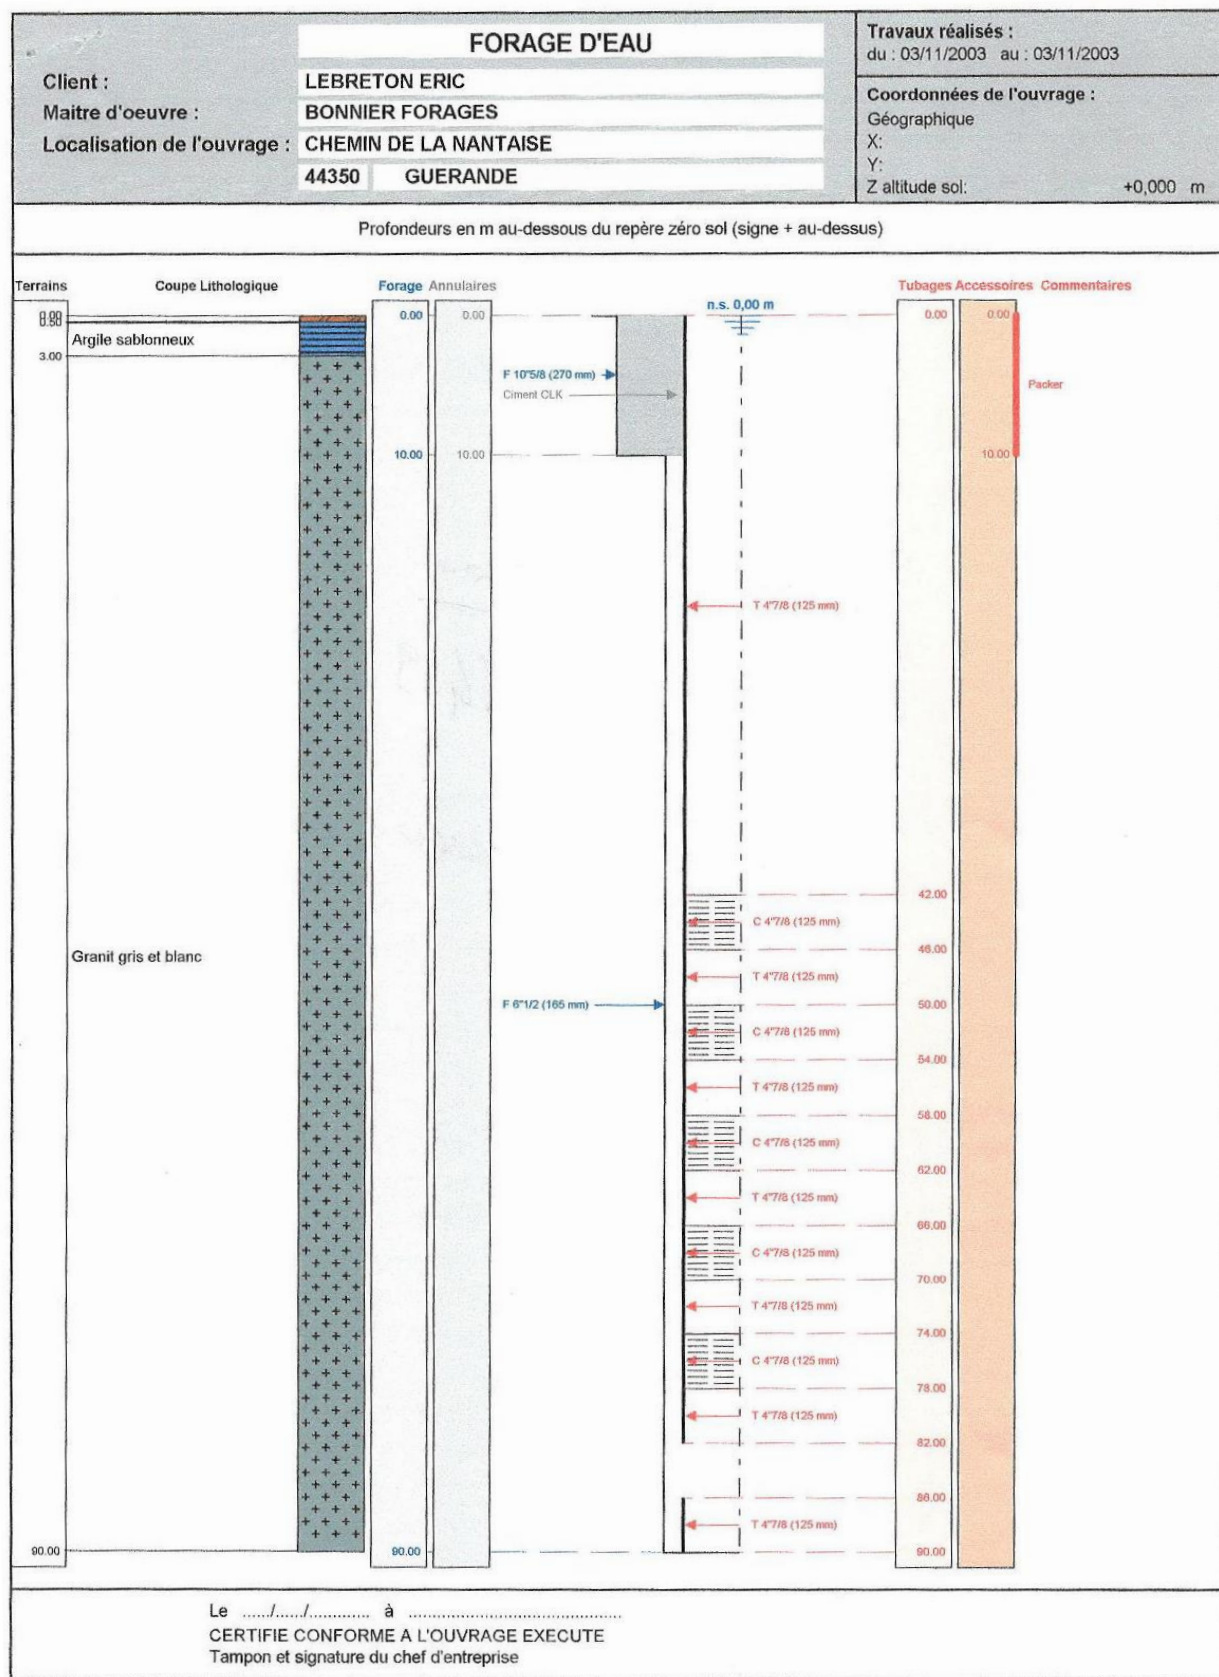 FORAGE D'EAU
Client : LEBRETON ERIC
Maitre d'oeuvre : BONNIER FORAGES
Localisation de l'ouvrage : CHEMIN DE LA NANTAISE
44350 GUERANDE
Travaux réalisés :
du : 03/11/2003 au : 03/11/2003
Coordonnées de l'ouvrage :
Géographique
X:
Y:
Z altitude sol: +0,000 m
Profondeurs en m au-dessous du repère zéro sol (signe + au-dessus)
Terrains Coupe Lithologique Forage Annulaires Tubages Accessoires Commentaires
n.s. 0,00 m
0.00 0.00 0.00 0.00 0.00
0.50
Argile sablonneux
3.00
F 10"5/8 (270 mm)
Packer
Ciment CLK
10.00 10.00 10.00
T 4"7/8 (125 mm)
42.00
C 4"7/8 (125 mm)
46.00
Granit gris et blanc
T 4"7/8 (125 mm)
F 6"1/2 (165 mm)
50.00
C 4"7/8 (125 mm)
54.00
T 4"7/8 (125 mm)
58.00
C 4"7/8 (125 mm)
62.00
T 4"7/8 (125 mm)
66.00
C 4"7/8 (125 mm)
70.00
T 4"7/8 (125 mm)
74.00
C 4"7/8 (125 mm)
78.00
T 4"7/8 (125 mm)
82.00
86.00
T 4"7/8 (125 mm)
90.00 90.00 90.00
Le ....../....../............. à ..........................................
CERTIFIE CONFORME A L'OUVRAGE EXECUTE
Tampon et signature du chef d'entreprise